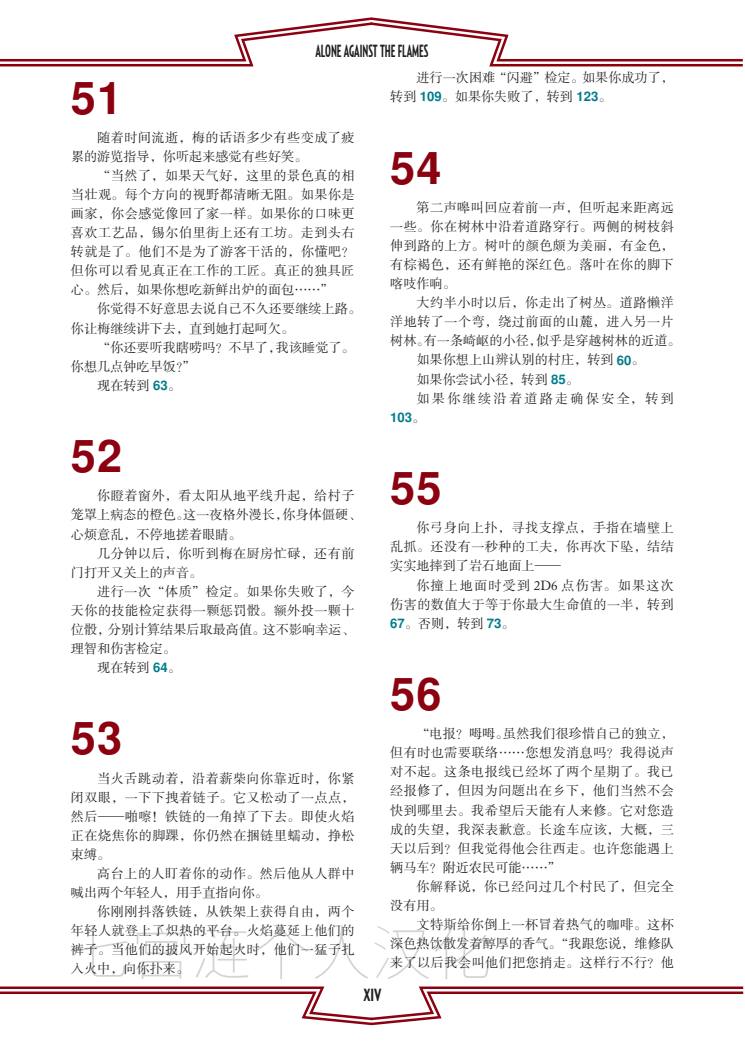 ALONE AGAINST THE FLAMES
51
随着时间流逝，梅的话语多少有些变成了疲
累的游览指导，你听起来感觉有些好笑。
“当然了，如果天气好，这里的景色真的相
当壮观。每个方向的视野都清晰无阻。如果你是
画家，你会感觉像回了家一样。如果你的口味更
喜欢工艺品，锡尔伯里街上还有工坊。走到头右
转就是了。他们不是为了游客干活的，你懂吧？
但你可以看见真正在工作的工匠。真正的独具匠
心。然后，如果你想吃新鲜出炉的面包……”
你觉得不好意思去说自己不久还要继续上路。
你让梅继续讲下去，直到她打起呵欠。
“你还要听我瞎唠吗？不早了，我该睡觉了。
你想几点钟吃早饭？”
现在转到 63。
52
你瞪着窗外，看太阳从地平线升起，给村子
笼罩上病态的橙色。这一夜格外漫长，你身体僵硬、
心烦意乱，不停地搓着眼睛。
几分钟以后，你听到梅在厨房忙碌，还有前
门打开又关上的声音。
进行一次“体质”检定。如果你失败了，今
天你的技能检定获得一颗惩罚骰。额外投一颗十
位骰，分别计算结果后取最高值。这不影响幸运、
理智和伤害检定。
现在转到 64。
53
当火舌跳动着，沿着薪柴向你靠近时，你紧
闭双眼，一下下拽着链子。它又松动了一点点，
然后——啪嚓！铁链的一角掉了下去。即使火焰
正在烧焦你的脚踝，你仍然在捆链里蠕动，挣松
束缚。
高台上的人盯着你的动作。然后他从人群中
喊出两个年轻人，用手直指向你。
你刚刚抖落铁链，从铁架上获得自由，两个
年轻人就登上了炽热的平台。火焰蔓延上他们的
裤子。当他们的裤风开始起火时，他们一猛子扎
入火中，向你扑来。
进行一次困难“闪避”检定。如果你成功了，
转到 109。如果你失败了，转到 123。
54
第二声嗥叫回应着前一声，但听起来距离远
一些。你在树林中沿着道路穿行。两侧的树枝斜
伸到路的上方。树叶的颜色颇为美丽，有金色，
有棕褐色，还有鲜艳的深红色。落叶在你的脚下
喀吱作响。
大约半小时以后，你走出了树丛。道路懒洋
洋地转了一个弯，绕过前面的山麓，进入另一片
树林。有一条崎岖的小径，似乎是穿越树林的近道。
如果你想上山辨认别的村庄，转到 60。
如果你尝试小径，转到 85。
如果你继续沿着道路走确保安全，转到
103。
55
你弓身向上扑，寻找支撑点，手指在墙壁上
乱抓。还没有一秒种的工夫，你再次下坠，结结
实实地摔到了岩石地面上——
你撞上地面时受到 2D6 点伤害。如果这次
伤害的数值大于等于你最大生命值的一半，转到
67。否则，转到 73。
56
“电报？呣呣。虽然我们很珍惜自己的独立，
但有时也需要联络……您想发消息吗？我得说声
对不起。这条电报线已经坏了两个星期了。我已
经报修了，但因为问题出在乡下，他们当然不会
快到哪里去。我希望后天能有人来修。它对您造
成的失望，我深表歉意。长途车应该，大概，三
天以后到？但我觉得他会往西走。也许您能遇上
辆马车？附近农民可能……”
你解释说，你已经问过几个村民了，但完全
没有用。
文特斯给你倒上一杯冒着热气的咖啡。这杯
深色热饮散发着醇厚的香气。“我跟您说，维修队
来了以后我会叫他们把您捎走。这样行不行？他
XIV